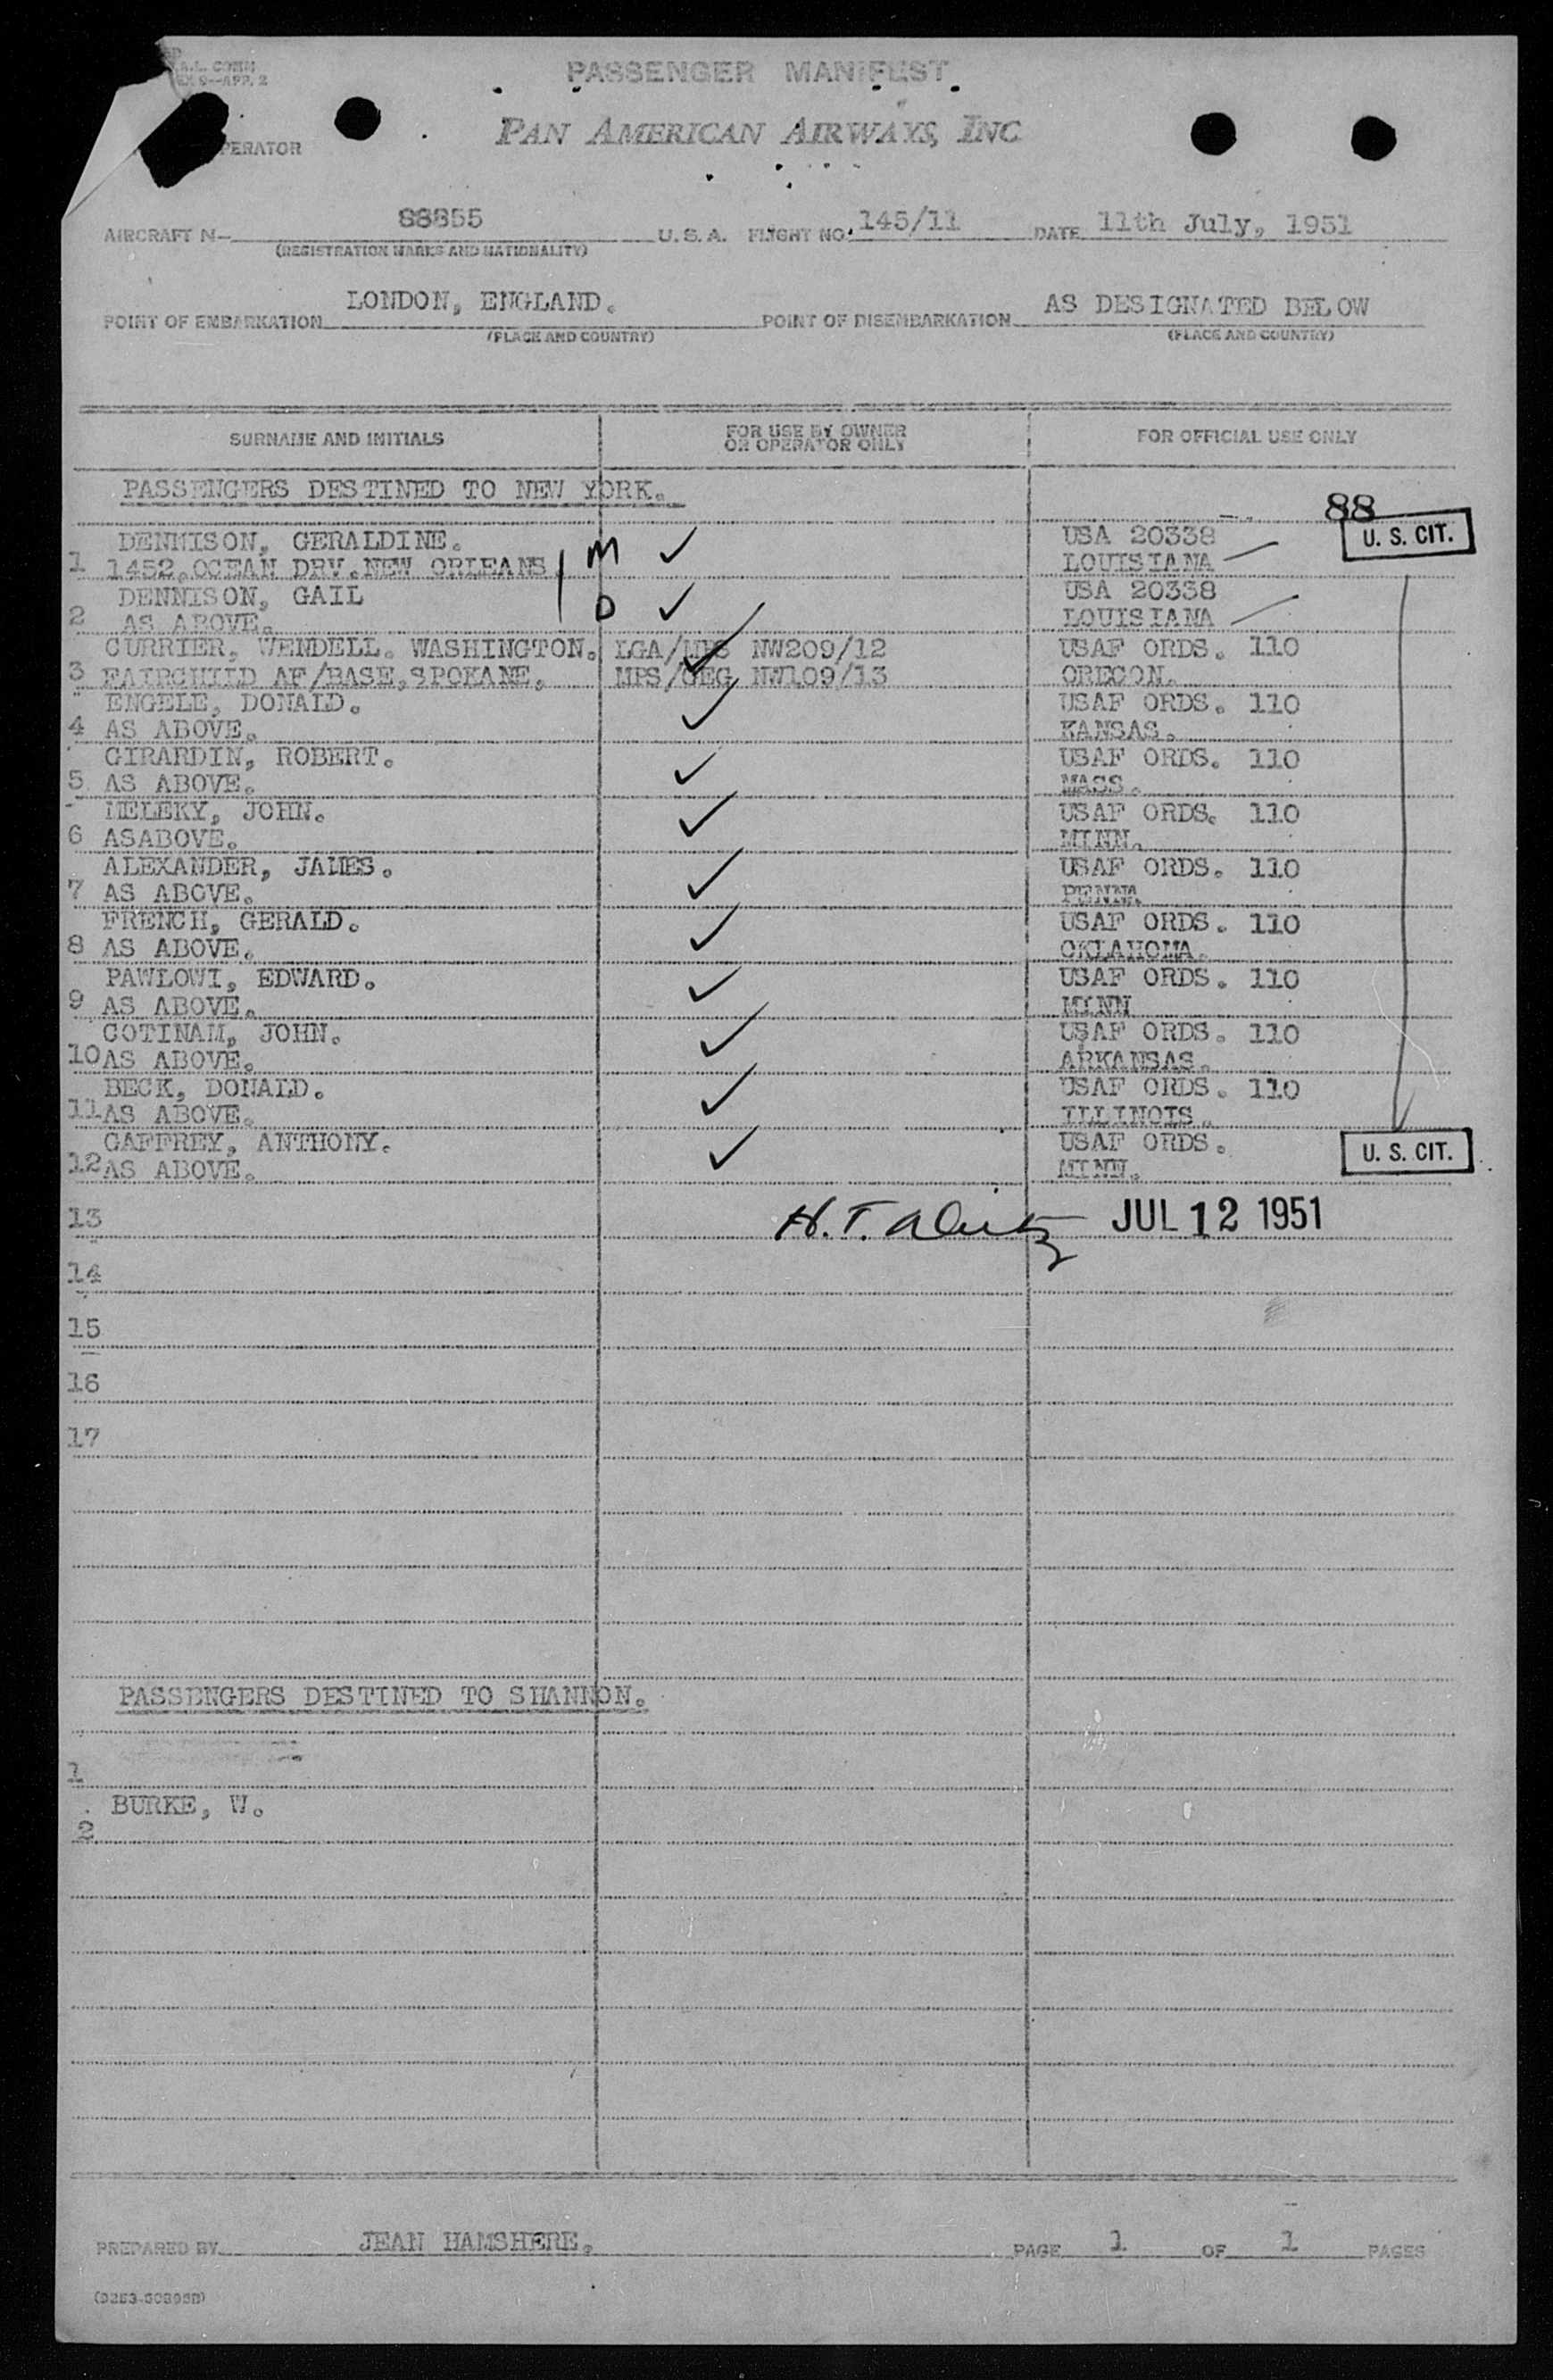 PASSENGER MANIFEST
PAN AMERICAN AIRWAYS, INC
OPERATOR
AIRCRAFT N- 88855 U.S.A. FLIGHT NO. 145/11 DATE 11th July, 1951
(REGISTRATION MARKS AND NATIONALITY)
POINT OF EMBARKATION LONDON, ENGLAND. POINT OF DISEMBARKATION AS DESIGNATED BELOW
(PLACE AND COUNTRY) (PLACE AND COUNTRY)
SURNAME AND INITIALS FOR USE BY OWNER OR OPERATOR ONLY FOR OFFICIAL USE ONLY
PASSENGERS DESTINED TO NEW YORK.
88
DENNISON, GERALDINE. M USA 20338 U. S. CIT.
1 1452,OCEAN DRV.NEW ORLEANS. LOUISIANA
DENNISON, GAIL D USA 20338
2 AS ABOVE. LOUISIANA
CURRIER, WENDELL. WASHINGTON. LGA/MPS NW209/12 USAF ORDS. 110
3 FAIRCHILD AF/BASE,SPOKANE. MPS/GEG NW109/13 OREGON.
ENGELE, DONALD. USAF ORDS. 110
4 AS ABOVE. KANSAS.
GIRARDIN, ROBERT. USAF ORDS. 110
5 AS ABOVE. MASS.
MELEKY, JOHN. USAF ORDS. 110
6 ASABOVE. MINN.
ALEXANDER, JAMES. USAF ORDS. 110
7 AS ABOVE. PENNA.
FRENCH, GERALD. USAF ORDS. 110
8 AS ABOVE. OKLAHOMA.
PAWLOWI, EDWARD. USAF ORDS. 110
9 AS ABOVE. MINN
COTINAM, JOHN. USAF ORDS. 110
10 AS ABOVE. ARKANSAS.
BECK, DONALD. USAF ORDS. 110
11 AS ABOVE. ILLINOIS.
GAFFREY, ANTHONY. USAF ORDS. U. S. CIT.
12 AS ABOVE. MINN.
13 H.T. JUL 12 1951
14
15
16
17
PASSENGERS DESTINED TO SHANNON.
1
BURKE, W.
2
PREPARED BY JEAN HAMSHERE. PAGE 1 OF 1 PAGES